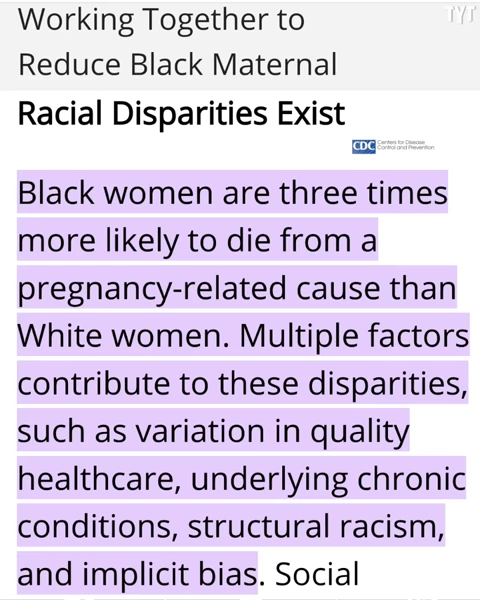 Working Together to
TYT
Reduce Black Maternal
Racial Disparities Exist
CDC Centers for Disease
Control and Prevention
Black women are three times
more likely to die from a
pregnancy-related cause than
White women. Multiple factors
contribute to these disparities,
such as variation in quality
healthcare, underlying chronic
conditions, structural racism,
and implicit bias. Social